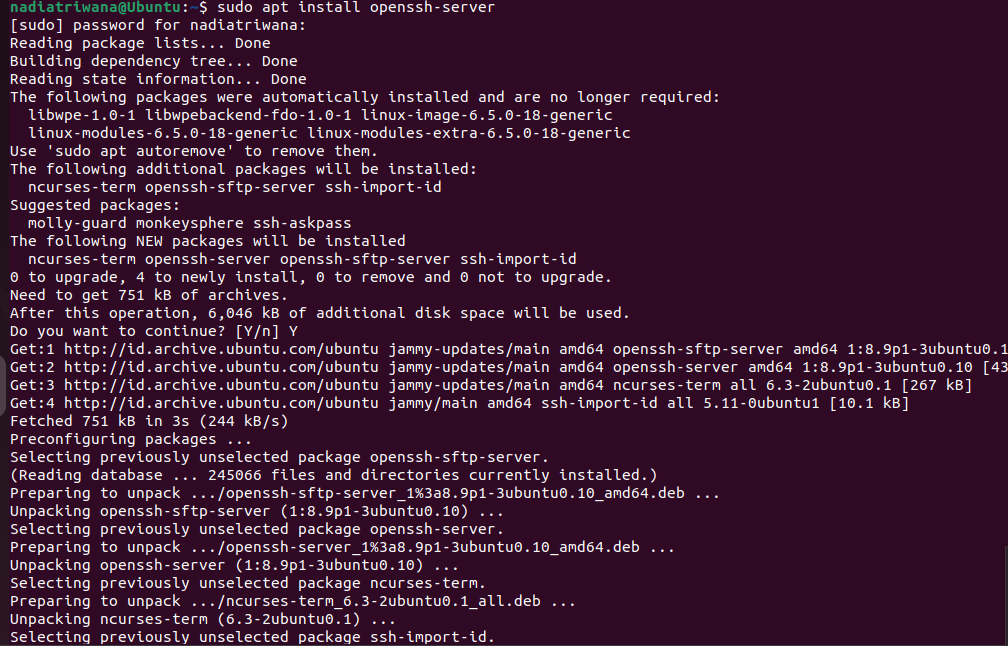 nadiatriwana@Ubuntu:~$ sudo apt install openssh-server
[sudo] password for nadiatriwana:
Reading package lists... Done
Building dependency tree... Done
Reading state information... Done
The following packages were automatically installed and are no longer required:
  libwpe-1.0-1 libwpebackend-fdo-1.0-1 linux-image-6.5.0-18-generic
  linux-modules-6.5.0-18-generic linux-modules-extra-6.5.0-18-generic
Use 'sudo apt autoremove' to remove them.
The following additional packages will be installed:
  ncurses-term openssh-sftp-server ssh-import-id
Suggested packages:
  molly-guard monkeysphere ssh-askpass
The following NEW packages will be installed
  ncurses-term openssh-server openssh-sftp-server ssh-import-id
0 to upgrade, 4 to newly install, 0 to remove and 0 not to upgrade.
Need to get 751 kB of archives.
After this operation, 6,046 kB of additional disk space will be used.
Do you want to continue? [Y/n] Y
Get:1 http://id.archive.ubuntu.com/ubuntu jammy-updates/main amd64 openssh-sftp-server amd64 1:8.9p1-3ubuntu0.1
Get:2 http://id.archive.ubuntu.com/ubuntu jammy-updates/main amd64 openssh-server amd64 1:8.9p1-3ubuntu0.10 [43
Get:3 http://id.archive.ubuntu.com/ubuntu jammy-updates/main amd64 ncurses-term all 6.3-2ubuntu0.1 [267 kB]
Get:4 http://id.archive.ubuntu.com/ubuntu jammy/main amd64 ssh-import-id all 5.11-0ubuntu1 [10.1 kB]
Fetched 751 kB in 3s (244 kB/s)
Preconfiguring packages ...
Selecting previously unselected package openssh-sftp-server.
(Reading database ... 245066 files and directories currently installed.)
Preparing to unpack .../openssh-sftp-server_1%3a8.9p1-3ubuntu0.10_amd64.deb ...
Unpacking openssh-sftp-server (1:8.9p1-3ubuntu0.10) ...
Selecting previously unselected package openssh-server.
Preparing to unpack .../openssh-server_1%3a8.9p1-3ubuntu0.10_amd64.deb ...
Unpacking openssh-server (1:8.9p1-3ubuntu0.10) ...
Selecting previously unselected package ncurses-term.
Preparing to unpack .../ncurses-term_6.3-2ubuntu0.1_all.deb ...
Unpacking ncurses-term (6.3-2ubuntu0.1) ...
Selecting previously unselected package ssh-import-id.